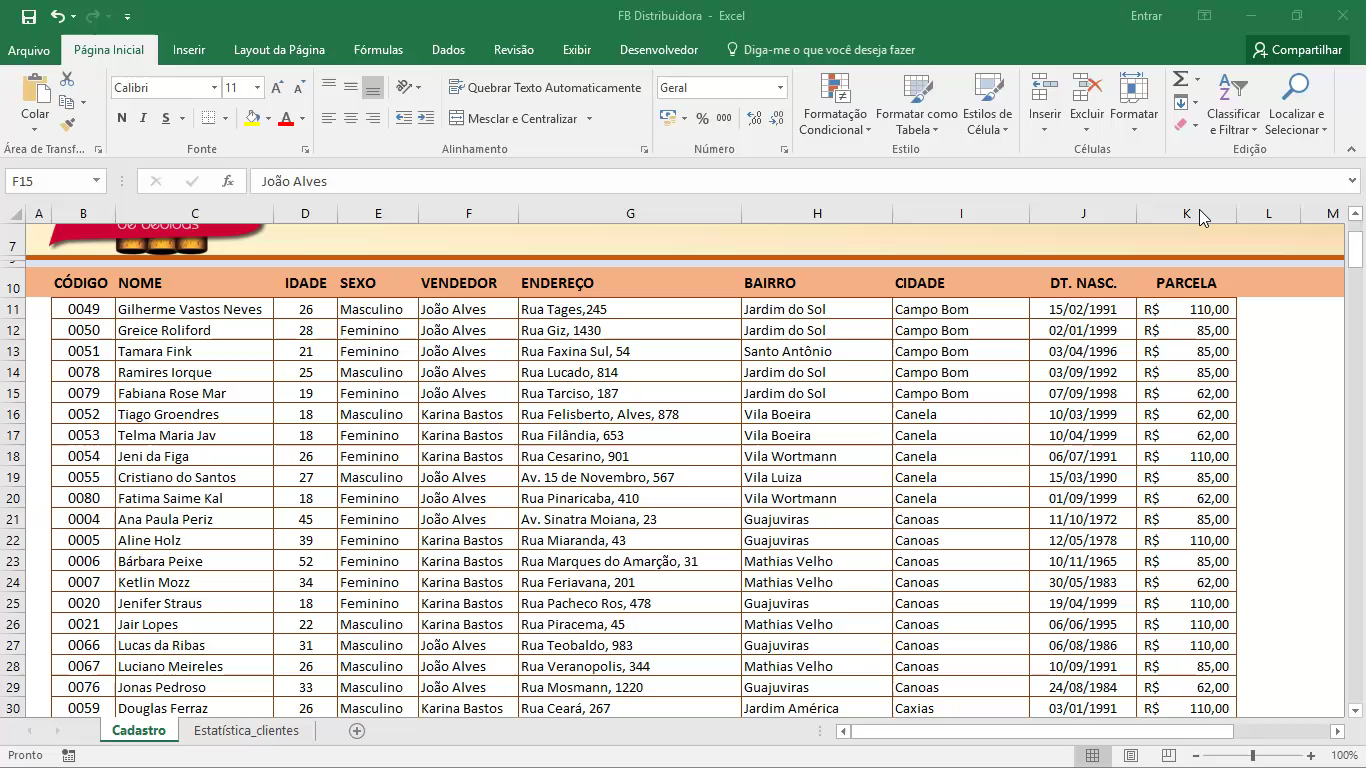 FB Distribuidora - Excel
Entrar
Arquivo Página Inicial Inserir Layout da Página Fórmulas Dados Revisão Exibir Desenvolvedor Diga-me o que você deseja fazer Compartilhar
Colar
Calibri 11
N I S
Quebrar Texto Automaticamente
Mesclar e Centralizar
Geral
% 000
Formatação Condicional
Formatar como Tabela
Estilos de Célula
Inserir Excluir Formatar
Classificar e Filtrar
Localizar e Selecionar
Área de Transf... Fonte Alinhamento Número Estilo Células Edição
F15 fx João Alves
A B C D E F G H I J K L M
7
10 CÓDIGO NOME IDADE SEXO VENDEDOR ENDEREÇO BAIRRO CIDADE DT. NASC. PARCELA
11 0049 Gilherme Vastos Neves 26 Masculino João Alves Rua Tages,245 Jardim do Sol Campo Bom 15/02/1991 R$ 110,00
12 0050 Greice Roliford 28 Feminino João Alves Rua Giz, 1430 Jardim do Sol Campo Bom 02/01/1999 R$ 85,00
13 0051 Tamara Fink 21 Feminino João Alves Rua Faxina Sul, 54 Santo Antônio Campo Bom 03/04/1996 R$ 85,00
14 0078 Ramires Iorque 25 Masculino João Alves Rua Lucado, 814 Jardim do Sol Campo Bom 03/09/1992 R$ 85,00
15 0079 Fabiana Rose Mar 19 Feminino João Alves Rua Tarciso, 187 Jardim do Sol Campo Bom 07/09/1998 R$ 62,00
16 0052 Tiago Groendres 18 Masculino Karina Bastos Rua Felisberto, Alves, 878 Vila Boeira Canela 10/03/1999 R$ 62,00
17 0053 Telma Maria Jav 18 Feminino Karina Bastos Rua Filândia, 653 Vila Boeira Canela 10/04/1999 R$ 62,00
18 0054 Jeni da Figa 26 Feminino Karina Bastos Rua Cesarino, 901 Vila Wortmann Canela 06/07/1991 R$ 110,00
19 0055 Cristiano do Santos 27 Masculino Karina Bastos Av. 15 de Novembro, 567 Vila Luiza Canela 15/03/1990 R$ 85,00
20 0080 Fatima Saime Kal 18 Feminino João Alves Rua Pinaricaba, 410 Vila Wortmann Canela 01/09/1999 R$ 62,00
21 0004 Ana Paula Periz 45 Feminino João Alves Av. Sinatra Moiana, 23 Guajuviras Canoas 11/10/1972 R$ 85,00
22 0005 Aline Holz 39 Feminino João Alves Rua Miaranda, 43 Guajuviras Canoas 12/05/1978 R$ 110,00
23 0006 Bárbara Peixe 52 Feminino Karina Bastos Rua Marques do Amarção, 31 Mathias Velho Canoas 10/11/1965 R$ 85,00
24 0007 Ketlin Mozz 34 Feminino Karina Bastos Rua Feriavana, 201 Mathias Velho Canoas 30/05/1983 R$ 62,00
25 0020 Jenifer Straus 18 Feminino Karina Bastos Rua Pacheco Ros, 478 Guajuviras Canoas 19/04/1999 R$ 110,00
26 0021 Jair Lopes 22 Masculino Karina Bastos Rua Piracema, 45 Mathias Velho Canoas 06/06/1995 R$ 110,00
27 0066 Lucas da Ribas 31 Masculino João Alves Rua Teobaldo, 983 Guajuviras Canoas 06/08/1986 R$ 110,00
28 0067 Luciano Meireles 26 Masculino João Alves Rua Veranopolis, 344 Mathias Velho Canoas 10/09/1991 R$ 85,00
29 0076 Jonas Pedroso 33 Masculino João Alves Rua Mosmann, 1220 Guajuviras Canoas 24/08/1984 R$ 62,00
30 0059 Douglas Ferraz 26 Masculino Karina Bastos Rua Ceará, 267 Jardim América Caxias 03/01/1991 R$ 110,00
Cadastro Estatística_clientes
Pronto 100%